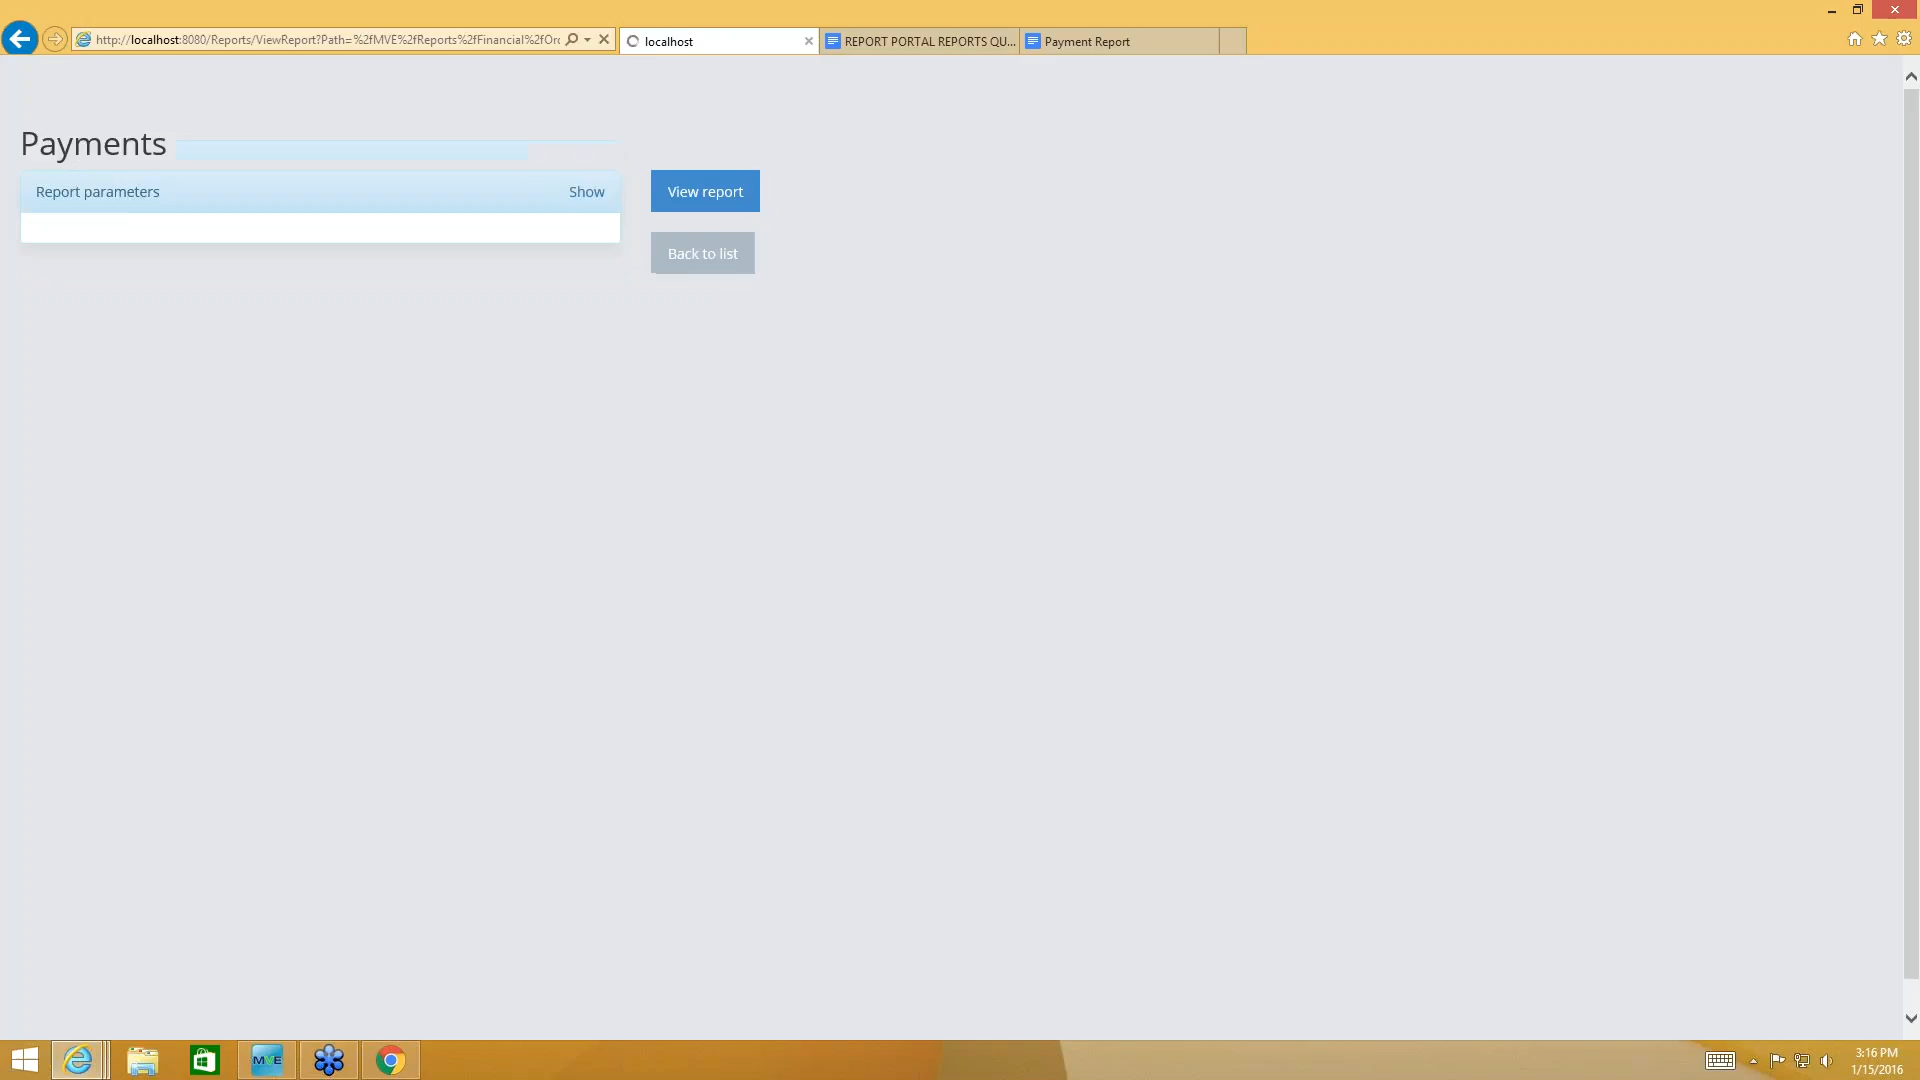 http://localhost:8080/Reports/ViewReport?Path=%2fMVE%2fReports%2fFinancial%2fOr
localhost
REPORT PORTAL REPORTS QU...
Payment Report
Payments
Report parameters
Show
View report
Back to list
MVE
3:16 PM
1/15/2016